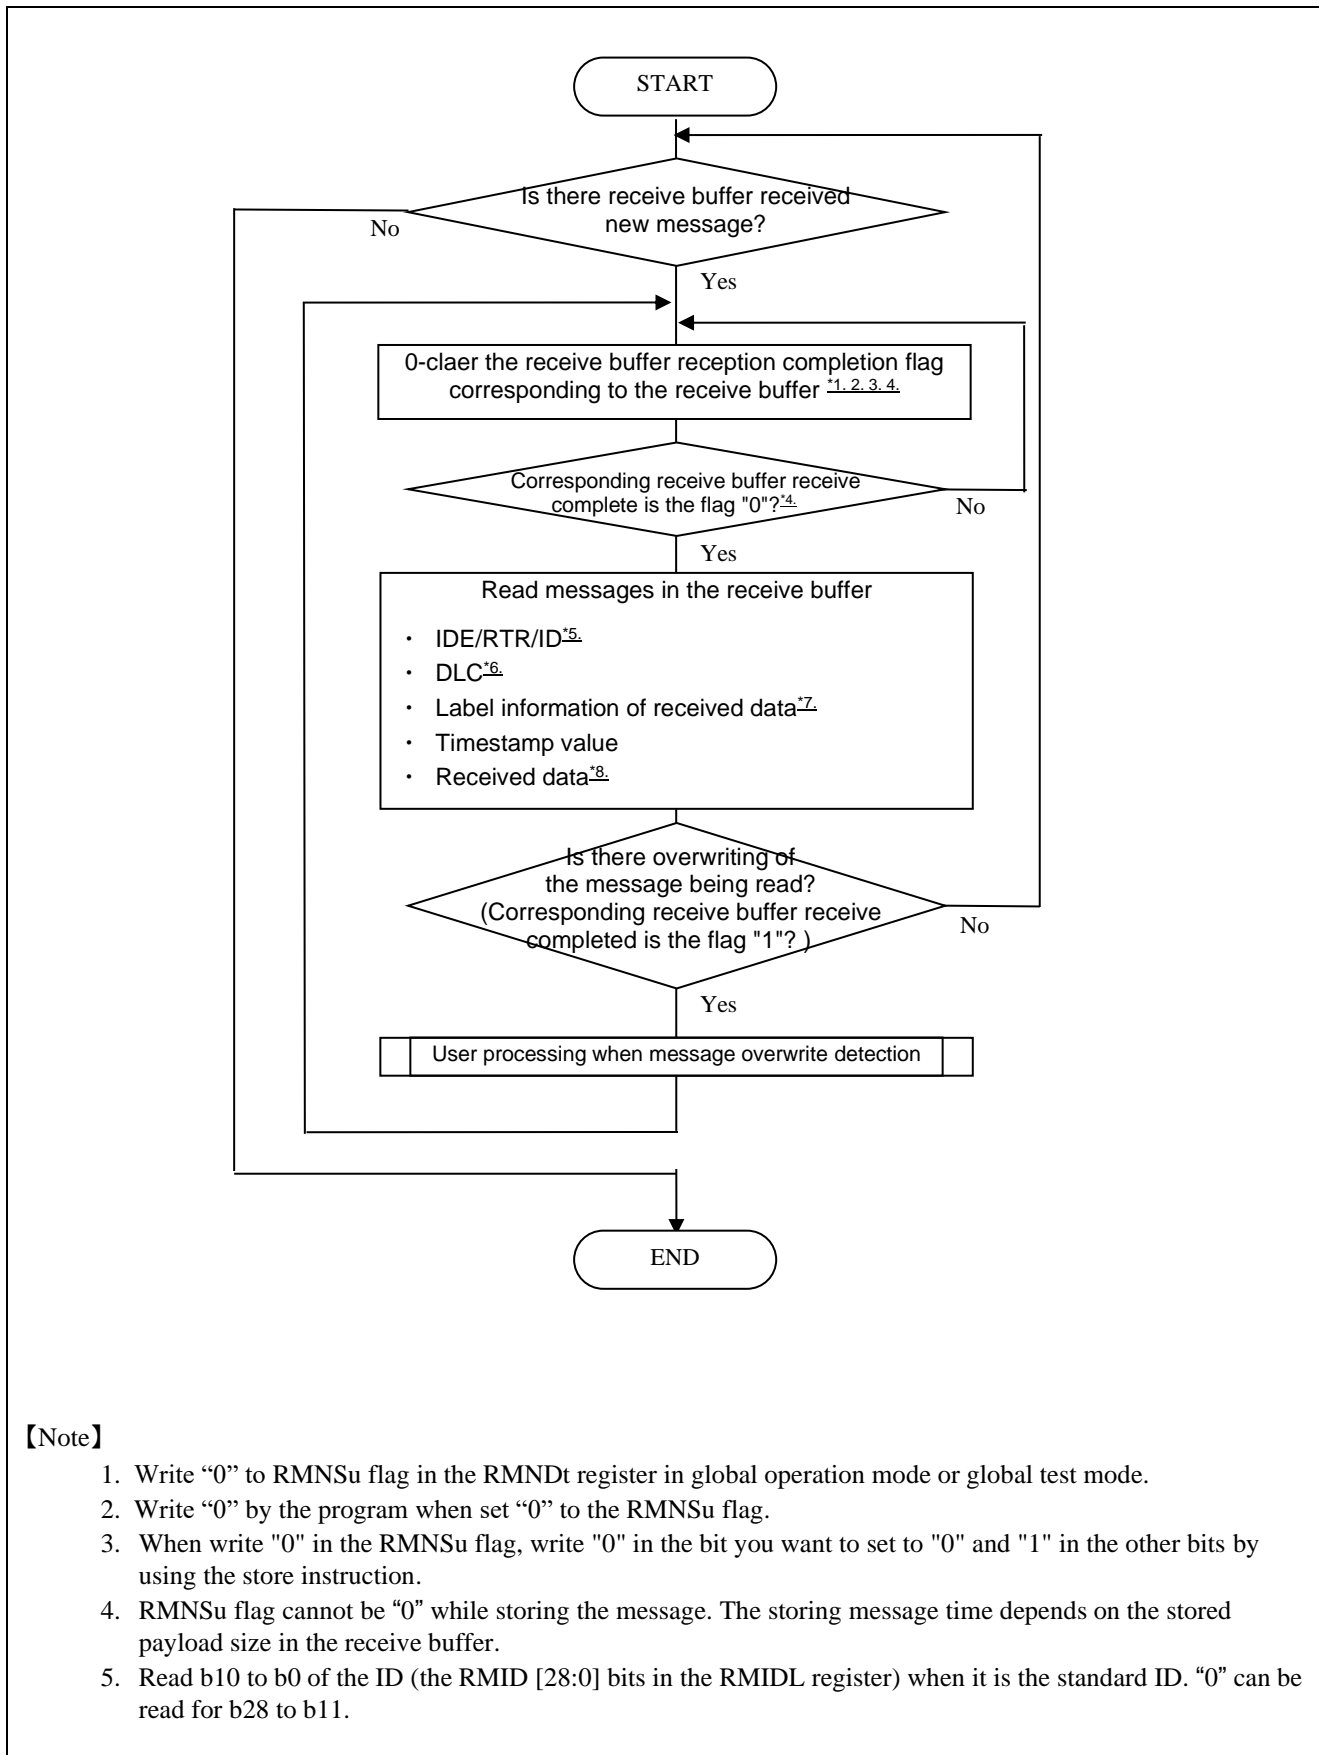 START
Is there receive buffer received
new message?
No
Yes
0-claer the receive buffer reception completion flag
corresponding to the receive buffer *1. 2. 3. 4.
Corresponding receive buffer receive
complete is the flag "0"?*4.
No
Yes
Read messages in the receive buffer
・ IDE/RTR/ID*5.
・ DLC*6.
・ Label information of received data*7.
・ Timestamp value
・ Received data*8.
Is there overwriting of
the message being read?
(Corresponding receive buffer receive
completed is the flag "1"? )
No
Yes
User processing when message overwrite detection
END
【Note】
1. Write “0” to RMNSu flag in the RMNDt register in global operation mode or global test mode.
2. Write “0” by the program when set “0” to the RMNSu flag.
3. When write "0" in the RMNSu flag, write "0" in the bit you want to set to "0" and "1" in the other bits by
using the store instruction.
4. RMNSu flag cannot be “0” while storing the message. The storing message time depends on the stored
payload size in the receive buffer.
5. Read b10 to b0 of the ID (the RMID [28:0] bits in the RMIDL register) when it is the standard ID. “0” can be
read for b28 to b11.